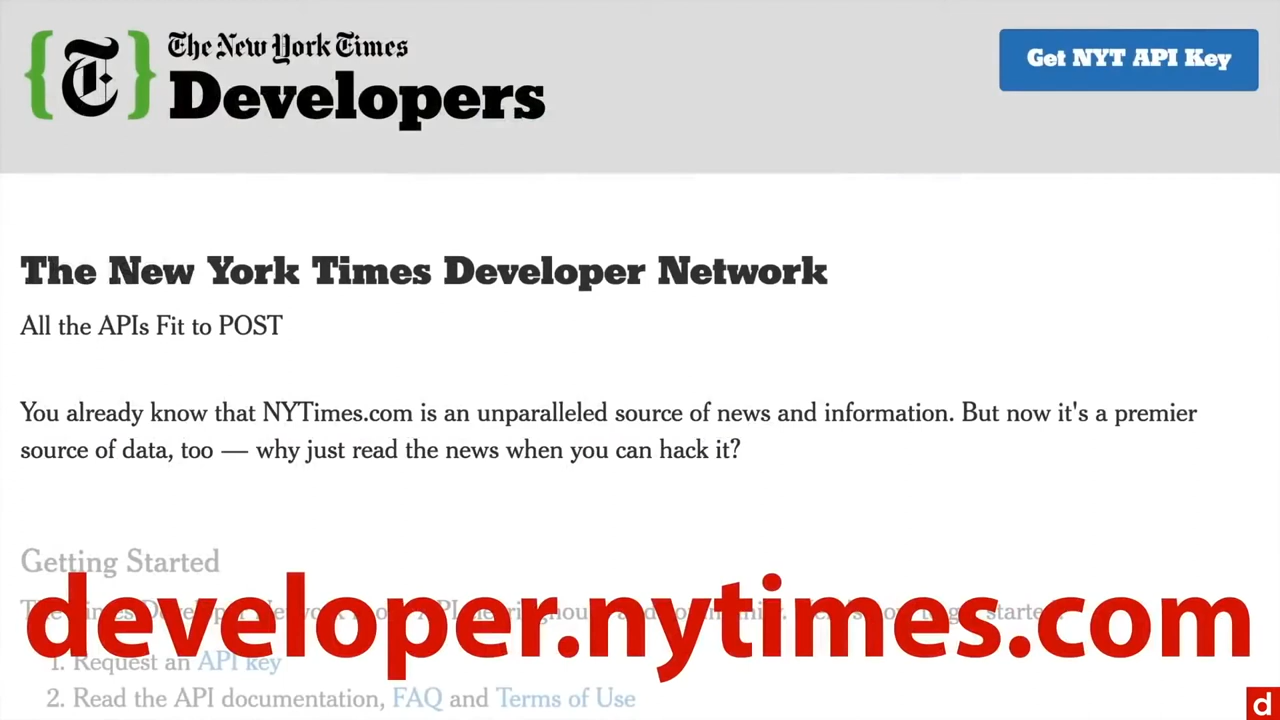 {T} The New York Times
Developers
Get NYT API Key
The New York Times Developer Network
All the APIs Fit to POST
You already know that NYTimes.com is an unparalleled source of news and information. But now it's a premier
source of data, too — why just read the news when you can hack it?
Getting Started
developer.nytimes.com
1. Request an API key
2. Read the API documentation, FAQ and Terms of Use
d